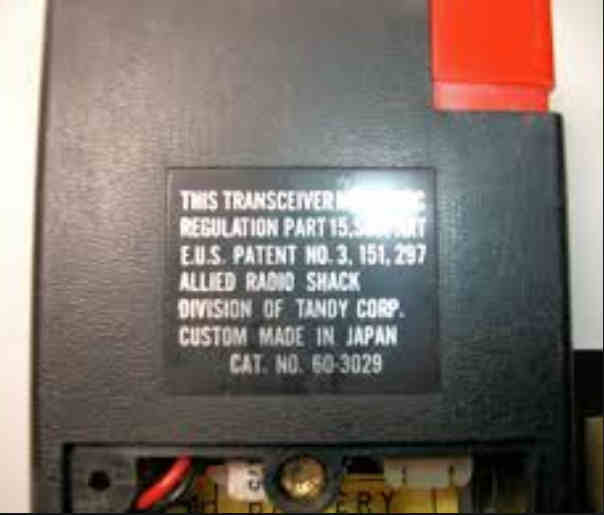 THIS TRANSCEIVER
REGULATION PART 15,
E.U.S. PATENT NO. 3, 151, 297
ALLIED RADIO SHACK
DIVISION OF TANDY CORP.
CUSTOM MADE IN JAPAN
CAT. NO. 60-3029